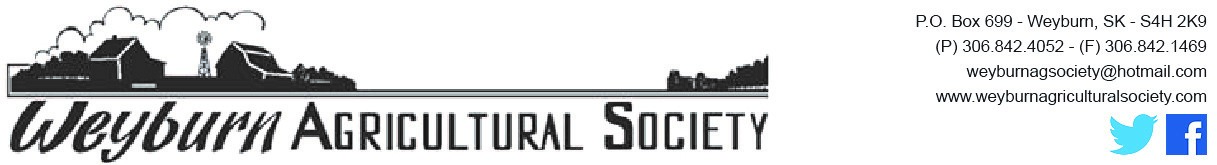 Weyburn AGRICULTURAL SOCIETY
P.O. Box 699 - Weyburn, SK - S4H 2K9
(P) 306.842.4052 - (F) 306.842.1469
weyburnagsociety@hotmail.com
www.weyburnagriculturalsociety.com